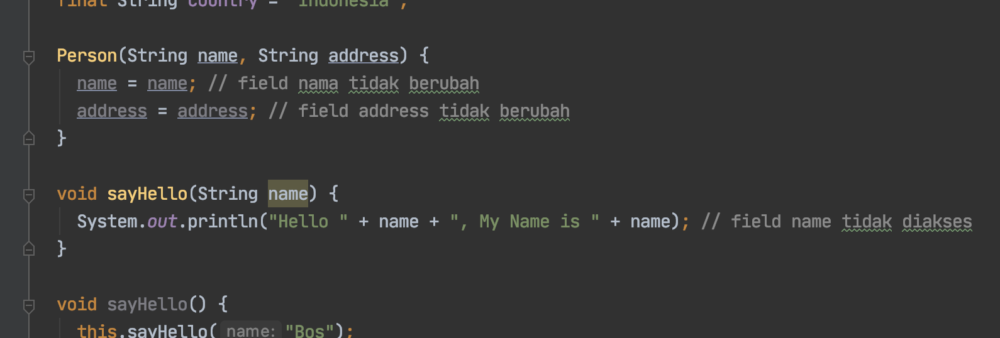 final String country = "Indonesia";
Person(String name, String address) {
name = name; // field nama tidak berubah
address = address; // field address tidak berubah
}
void sayHello(String name) {
System.out.println("Hello " + name + ", My Name is " + name); // field name tidak diakses
}
void sayHello() {
this.sayHello( name: "Bos");